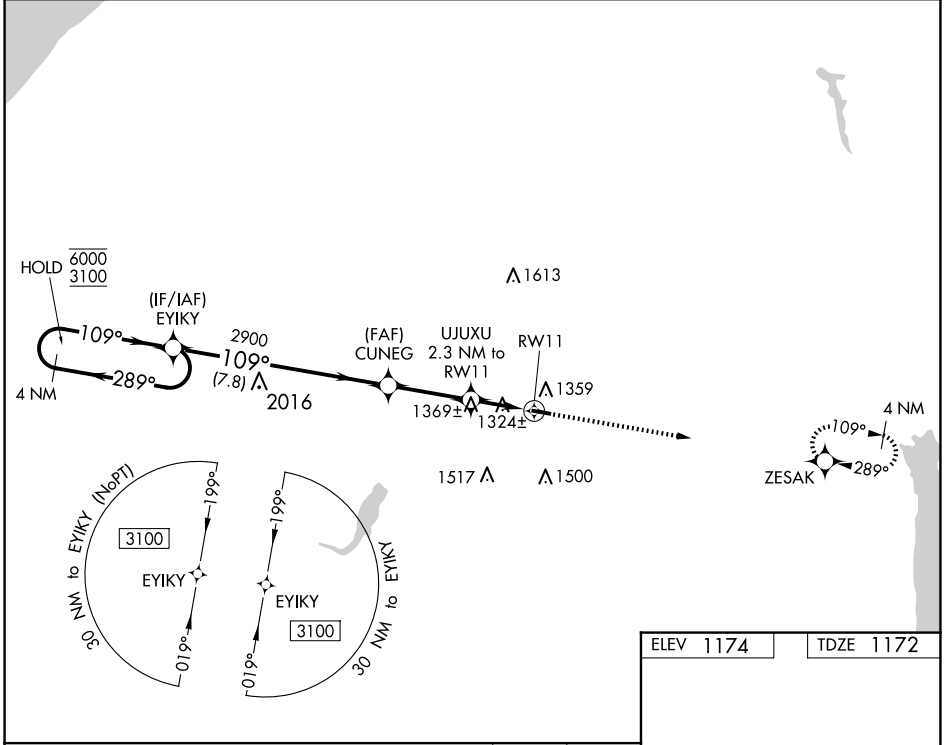 1613
HOLD 6000
3100
(IF/IAF)
EYIKY
109°
289°
4 NM
2900
109°
(7.8)
2016
(FAF)
CUNEG
UJUXU
2.3 NM to
RW11
RW11
1369±
1324±
1359
1517
1500
4 NM
109°
289°
ZESAK
30 NM to EYIKY (NoPT)
199°
3100
EYIKY
019°
199°
EYIKY
3100
019°
30 NM to EYIKY
ELEV 1174
TDZE 1172